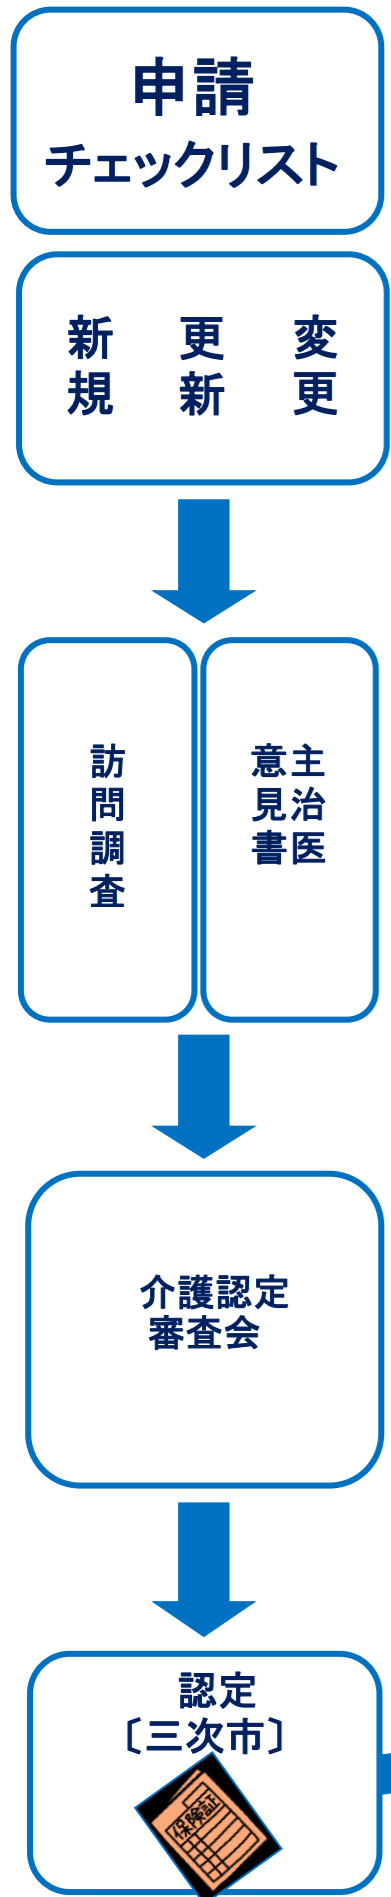 申請
チェックリスト
新規
更新
変更
訪問調査
主治医
意見書
介護認定
審査会
認定
〔三次市〕
保険証